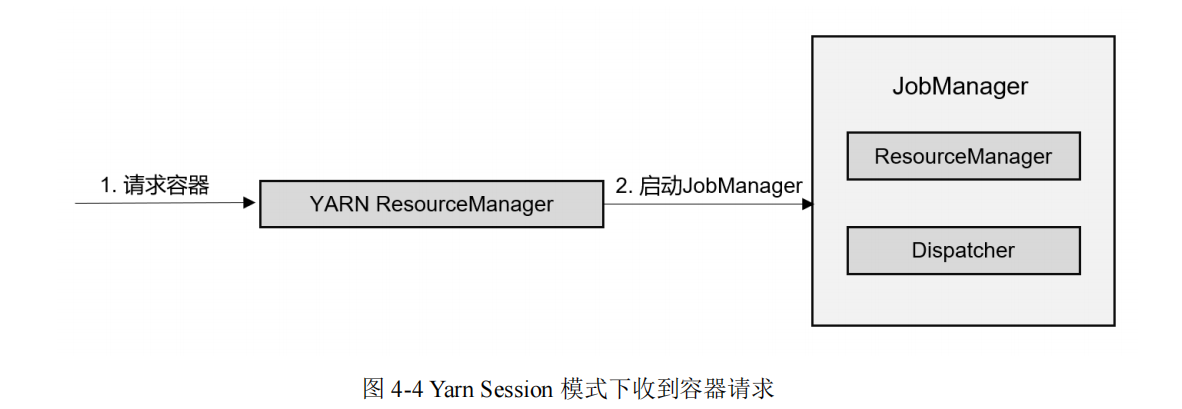 JobManager
ResourceManager
1. 请求容器
2. 启动JobManager
YARN ResourceManager
Dispatcher
图 4-4 Yarn Session 模式下收到容器请求